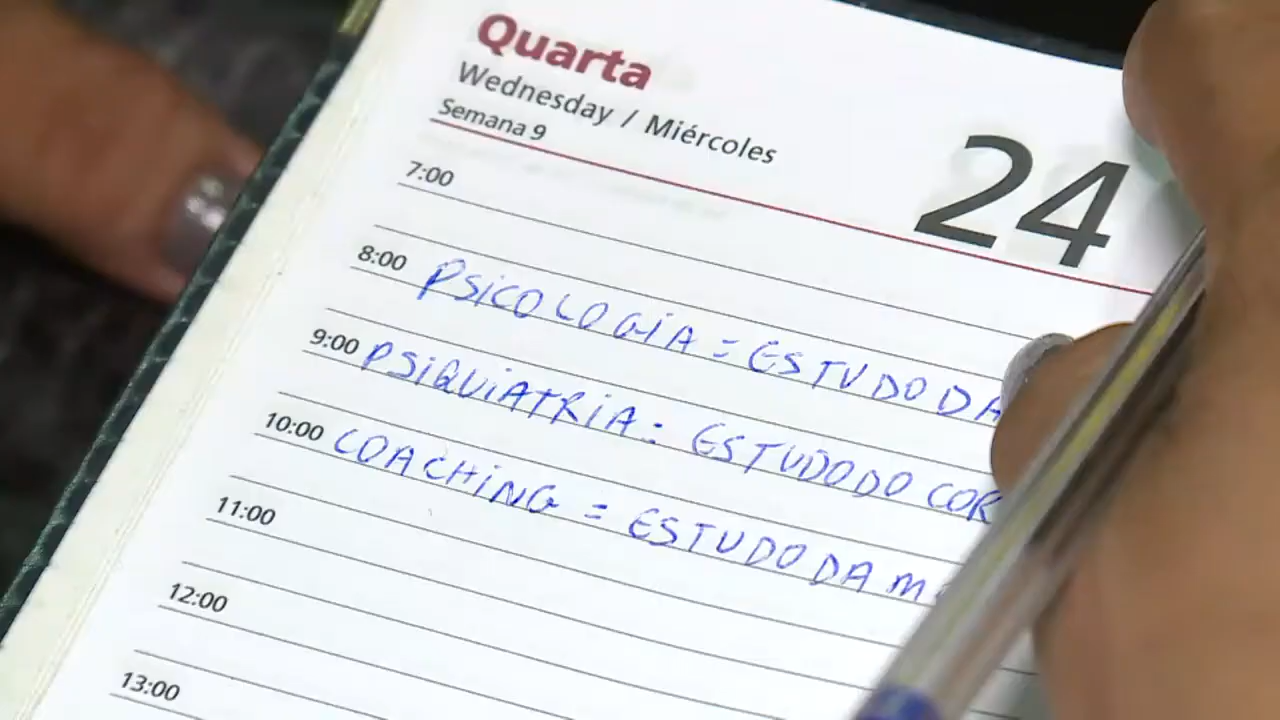 Quarta
Wednesday / Miércoles
Semana 9
24
7:00
8:00 PSICOLOGIA = ESTUDO DA
9:00 PSIQUIATRIA = ESTUDO DO
10:00 COACHING = ESTUDO DA
11:00
12:00
13:00